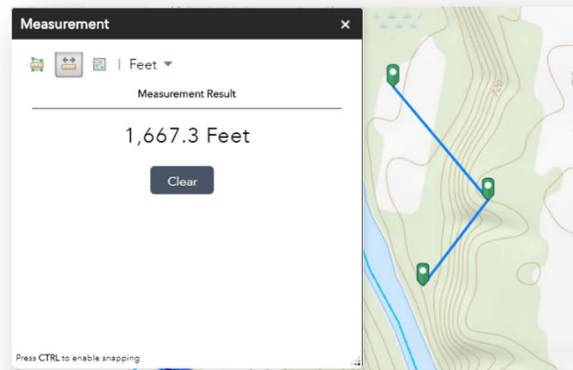 Measurement ×
| Feet
Measurement Result
1,667.3 Feet
Clear
Press CTRL to enable snapping